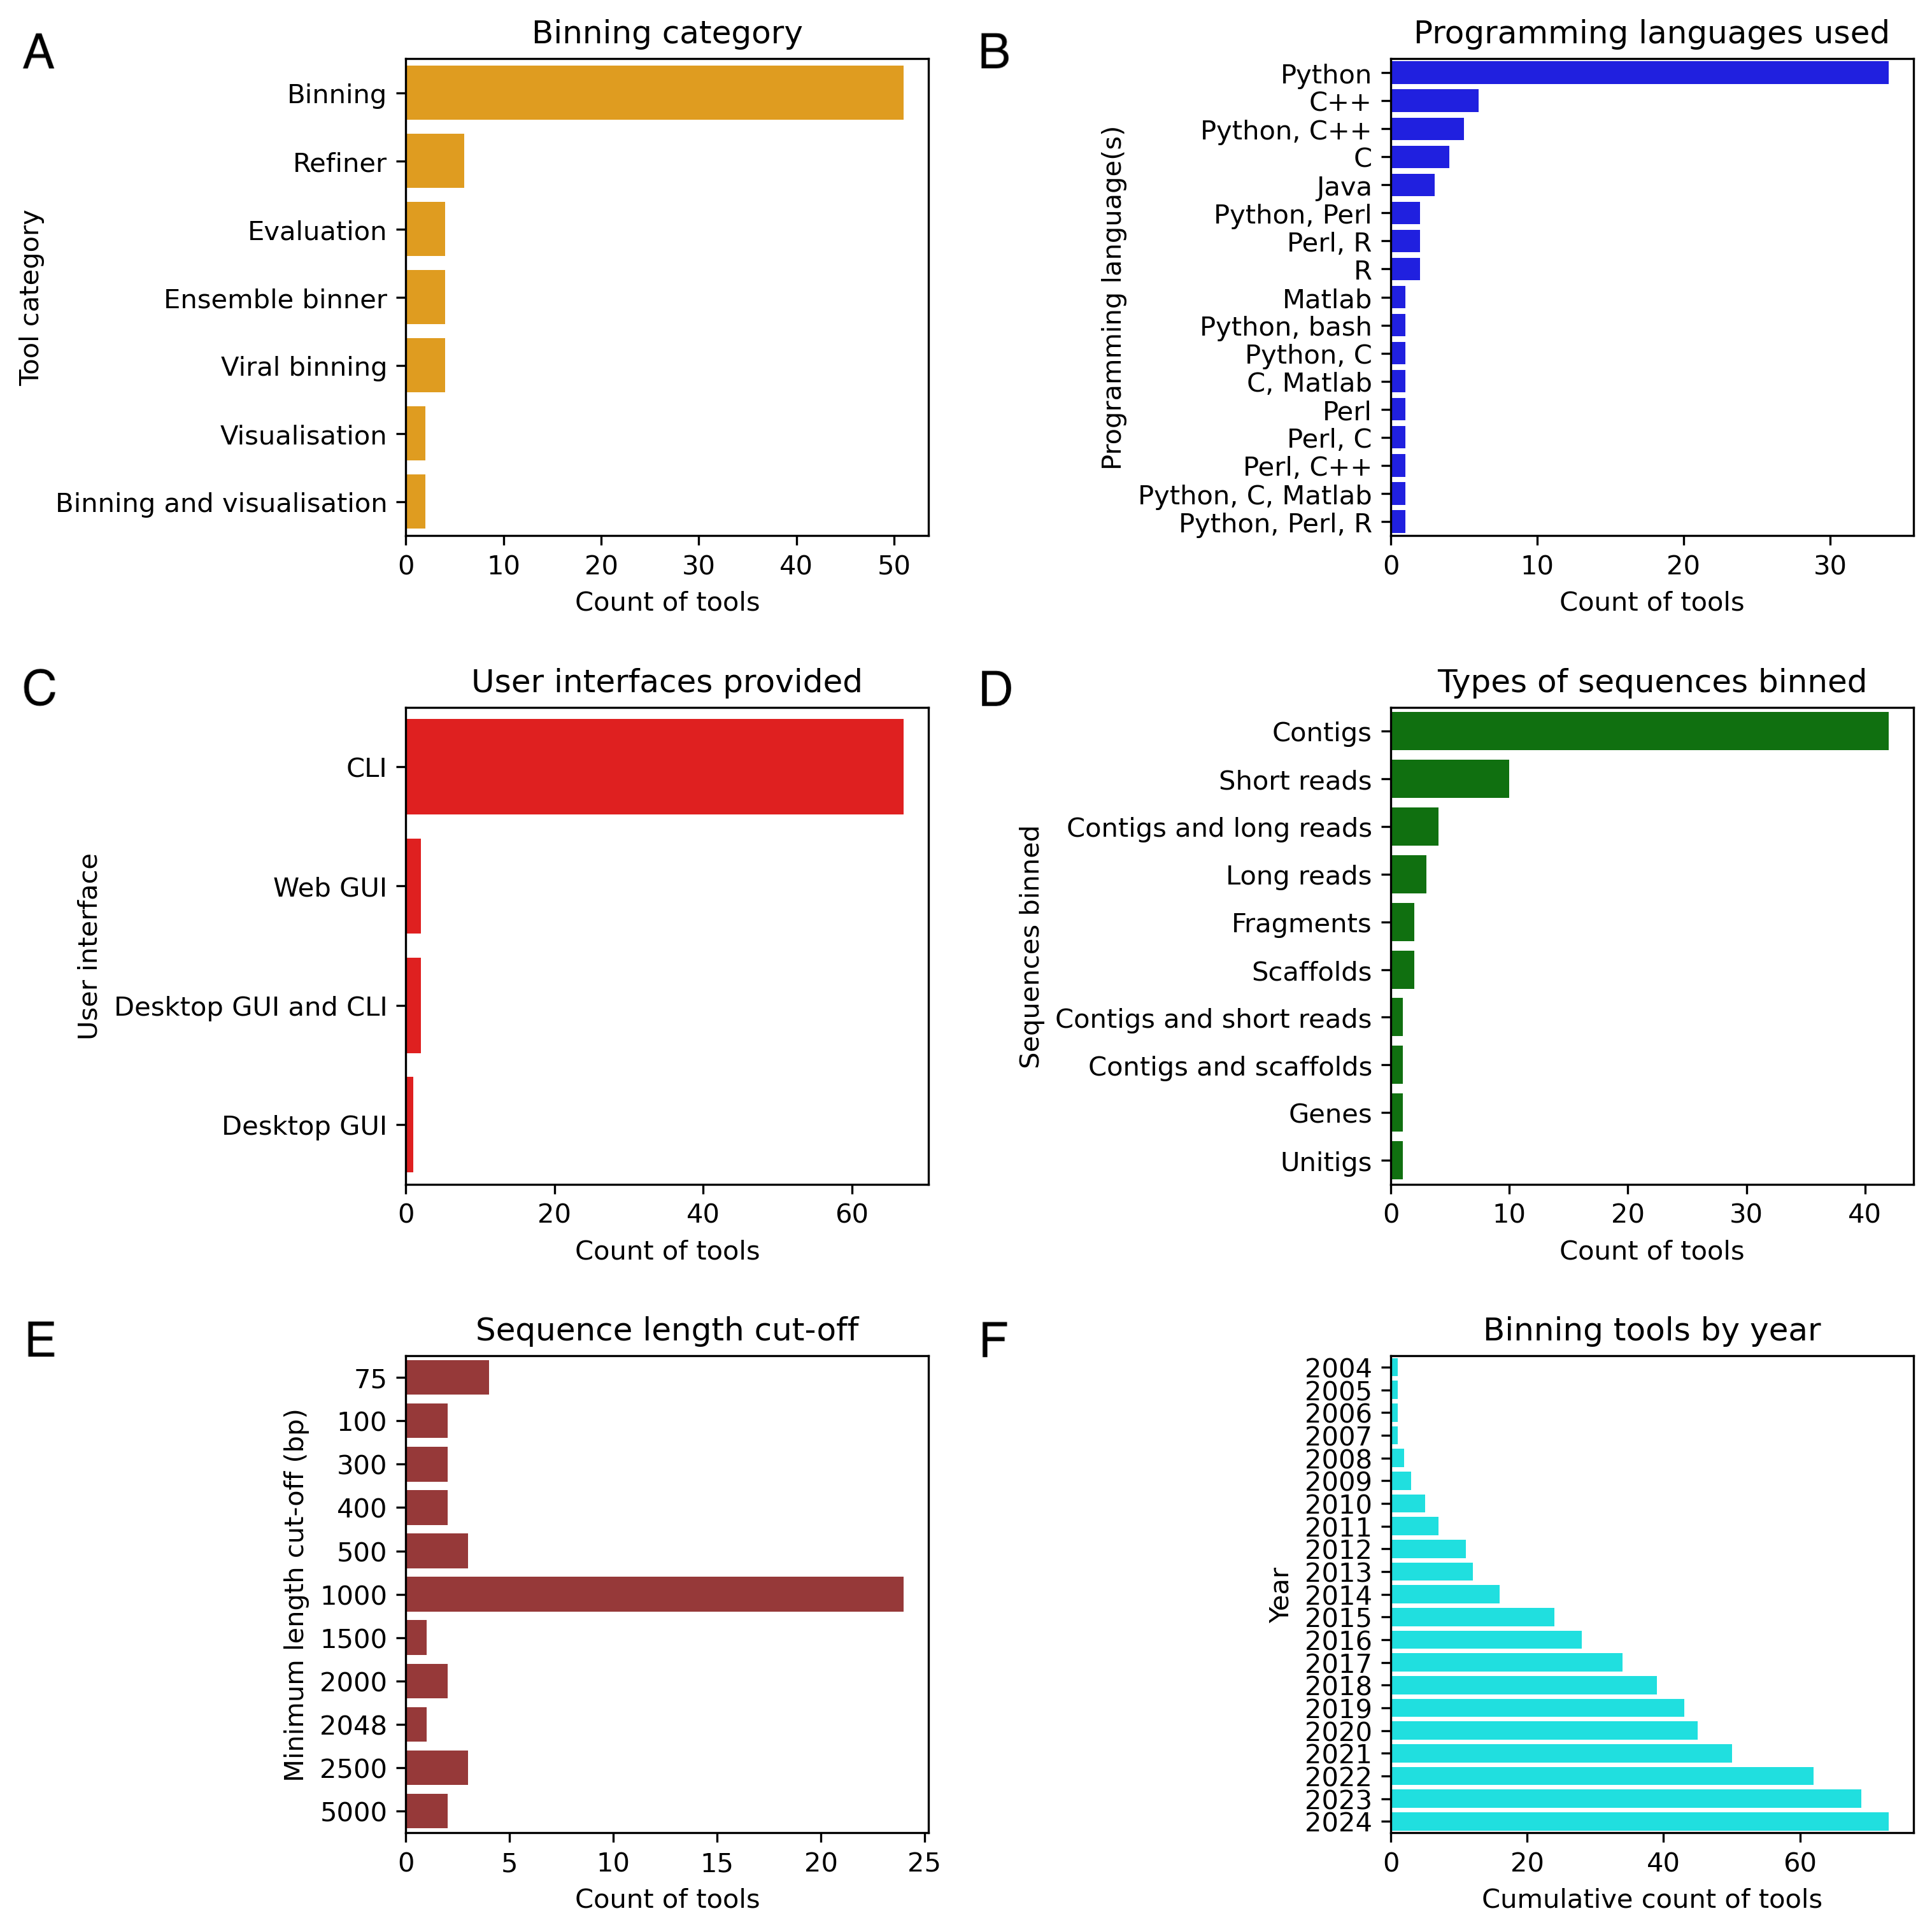 A
Binning category
Tool category
Binning
Refiner
Evaluation
Ensemble binner
Viral binning
Visualisation
Binning and visualisation
0 10 20 30 40 50
Count of tools
B
Programming languages used
Programming language(s)
Python
C++
Python, C++
C
Java
Python, Perl
Perl, R
R
Matlab
Python, bash
Python, C
C, Matlab
Perl
Perl, C
Perl, C++
Python, C, Matlab
Python, Perl, R
0 10 20 30
Count of tools
C
User interfaces provided
User interface
CLI
Web GUI
Desktop GUI and CLI
Desktop GUI
0 20 40 60
Count of tools
D
Types of sequences binned
Sequences binned
Contigs
Short reads
Contigs and long reads
Long reads
Fragments
Scaffolds
Contigs and short reads
Contigs and scaffolds
Genes
Unitigs
0 10 20 30 40
Count of tools
E
Sequence length cut-off
Minimum length cut-off (bp)
75
100
300
400
500
1000
1500
2000
2048
2500
5000
0 5 10 15 20 25
Count of tools
F
Binning tools by year
Year
2004
2005
2006
2007
2008
2009
2010
2011
2012
2013
2014
2015
2016
2017
2018
2019
2020
2021
2022
2023
2024
0 20 40 60
Cumulative count of tools